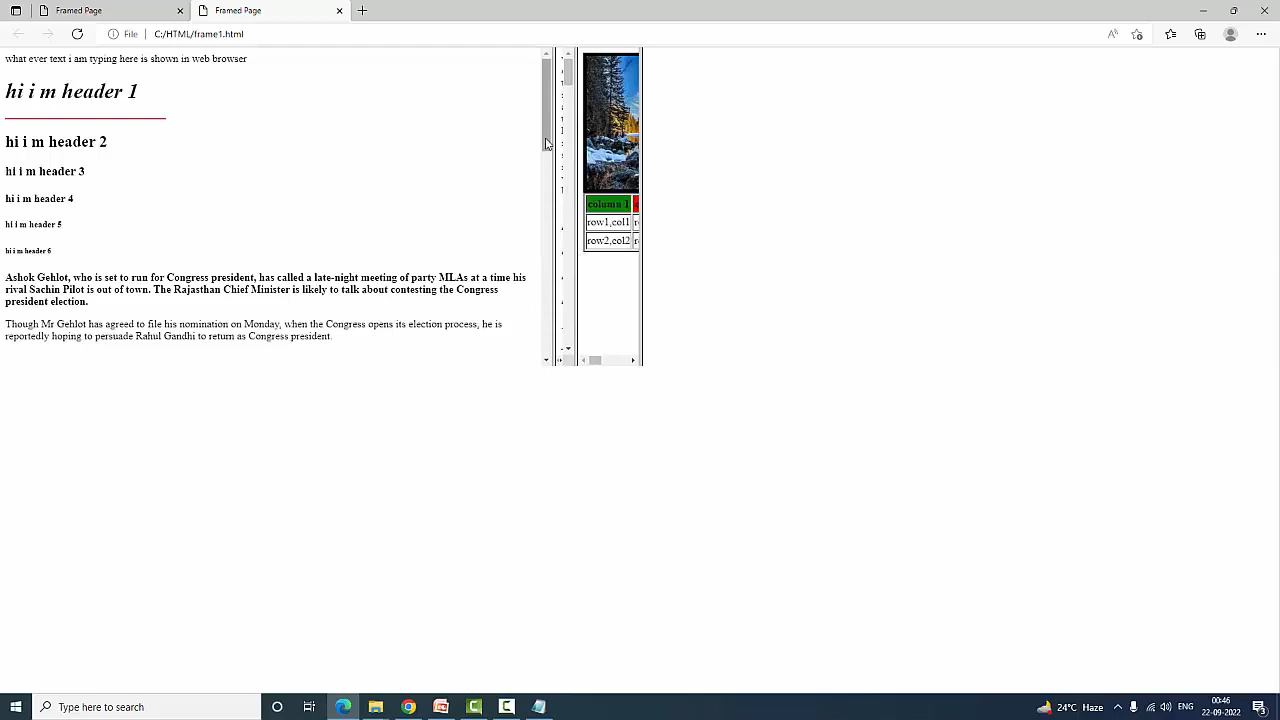 Framed Page
Framed Page
File
C:/HTML/frame1.html
what ever text i am typing here is shown in web browser
hi i m header 1
hi i m header 2
hi i m header 3
hi i m header 4
hi i m header 5
hi i m header 6
Ashok Gehlot, who is set to run for Congress president, has called a late-night meeting of party MLAs at a time his
rival Sachin Pilot is out of town. The Rajasthan Chief Minister is likely to talk about contesting the Congress
president election.
Though Mr Gehlot has agreed to file his nomination on Monday, when the Congress opens its election process, he is
reportedly hoping to persuade Rahul Gandhi to return as Congress president.
column 1
row1,col1
row2,col2
Type here to search
24°C Haze
ENG
00:46
22-09-2022